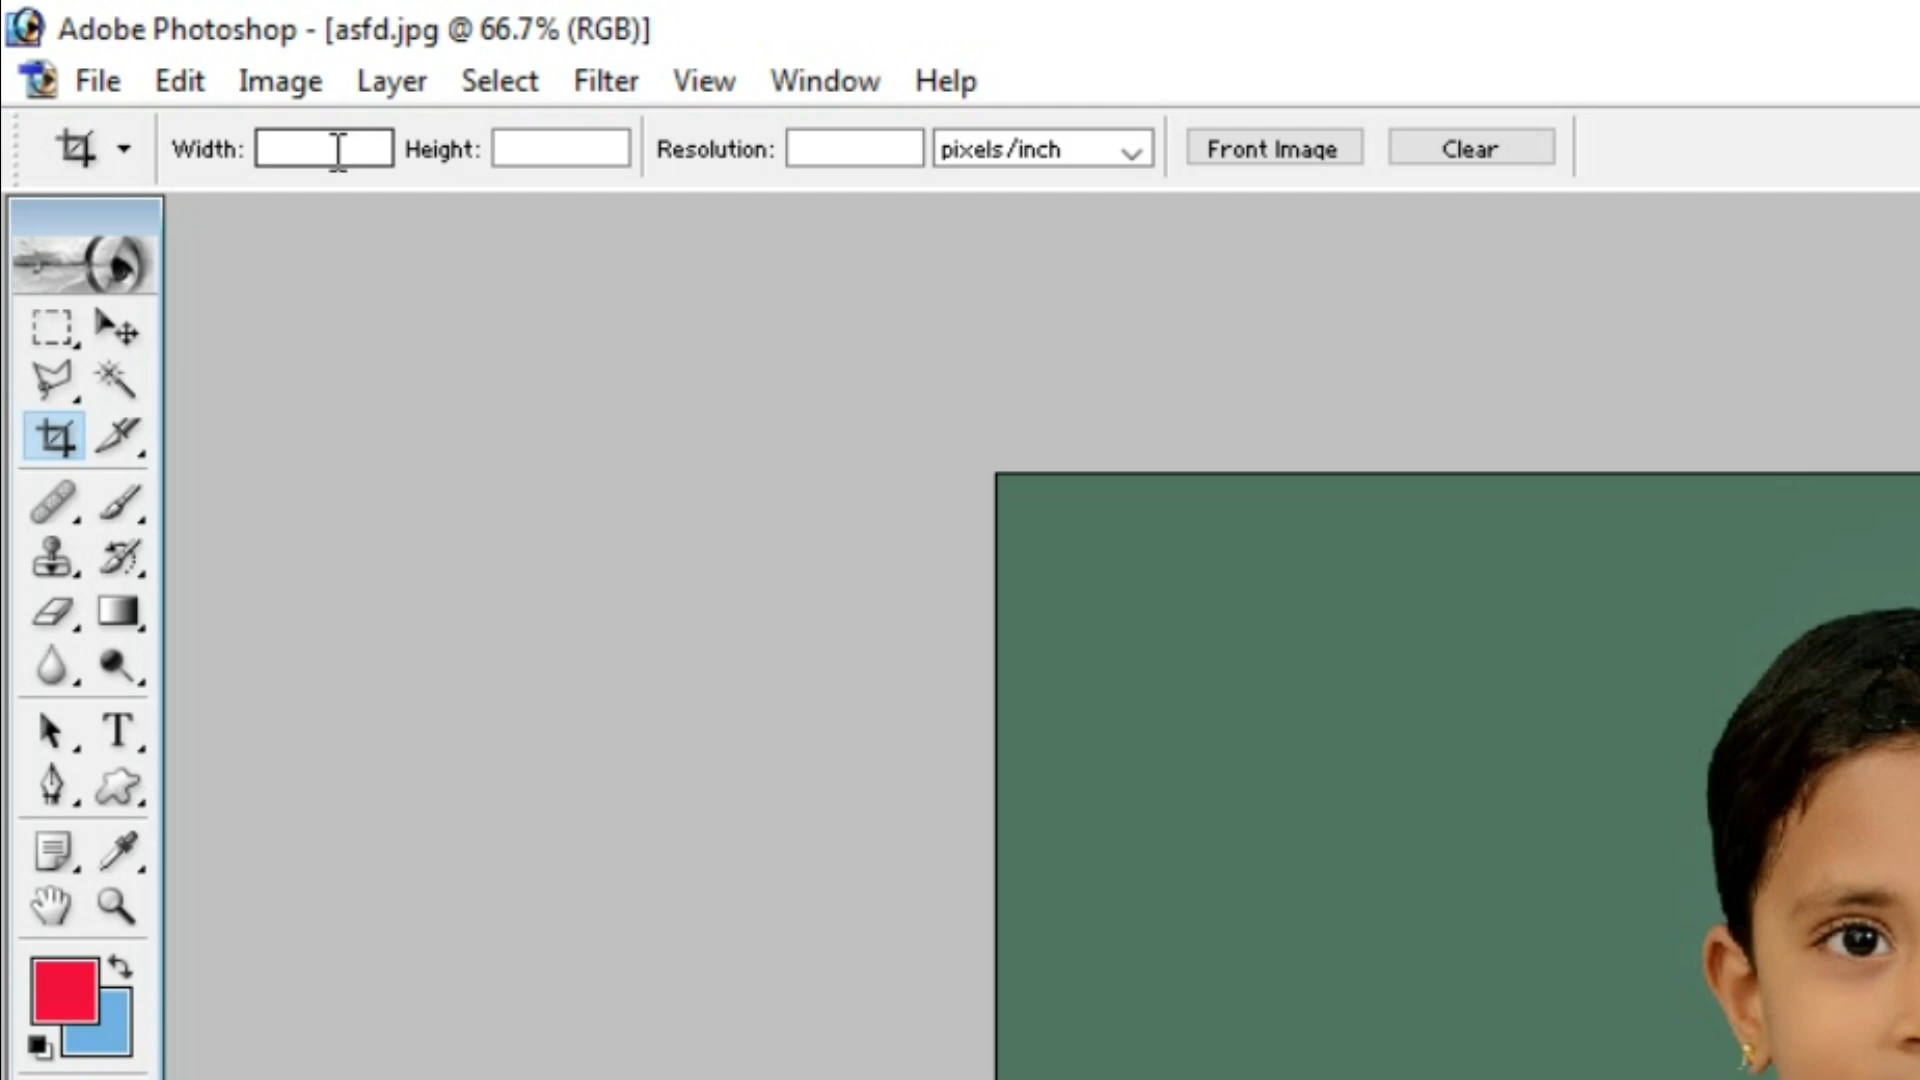 Adobe Photoshop - [asfd.jpg @ 66.7% (RGB)]
File Edit Image Layer Select Filter View Window Help
Width: Height: Resolution: pixels/inch Front Image Clear
T